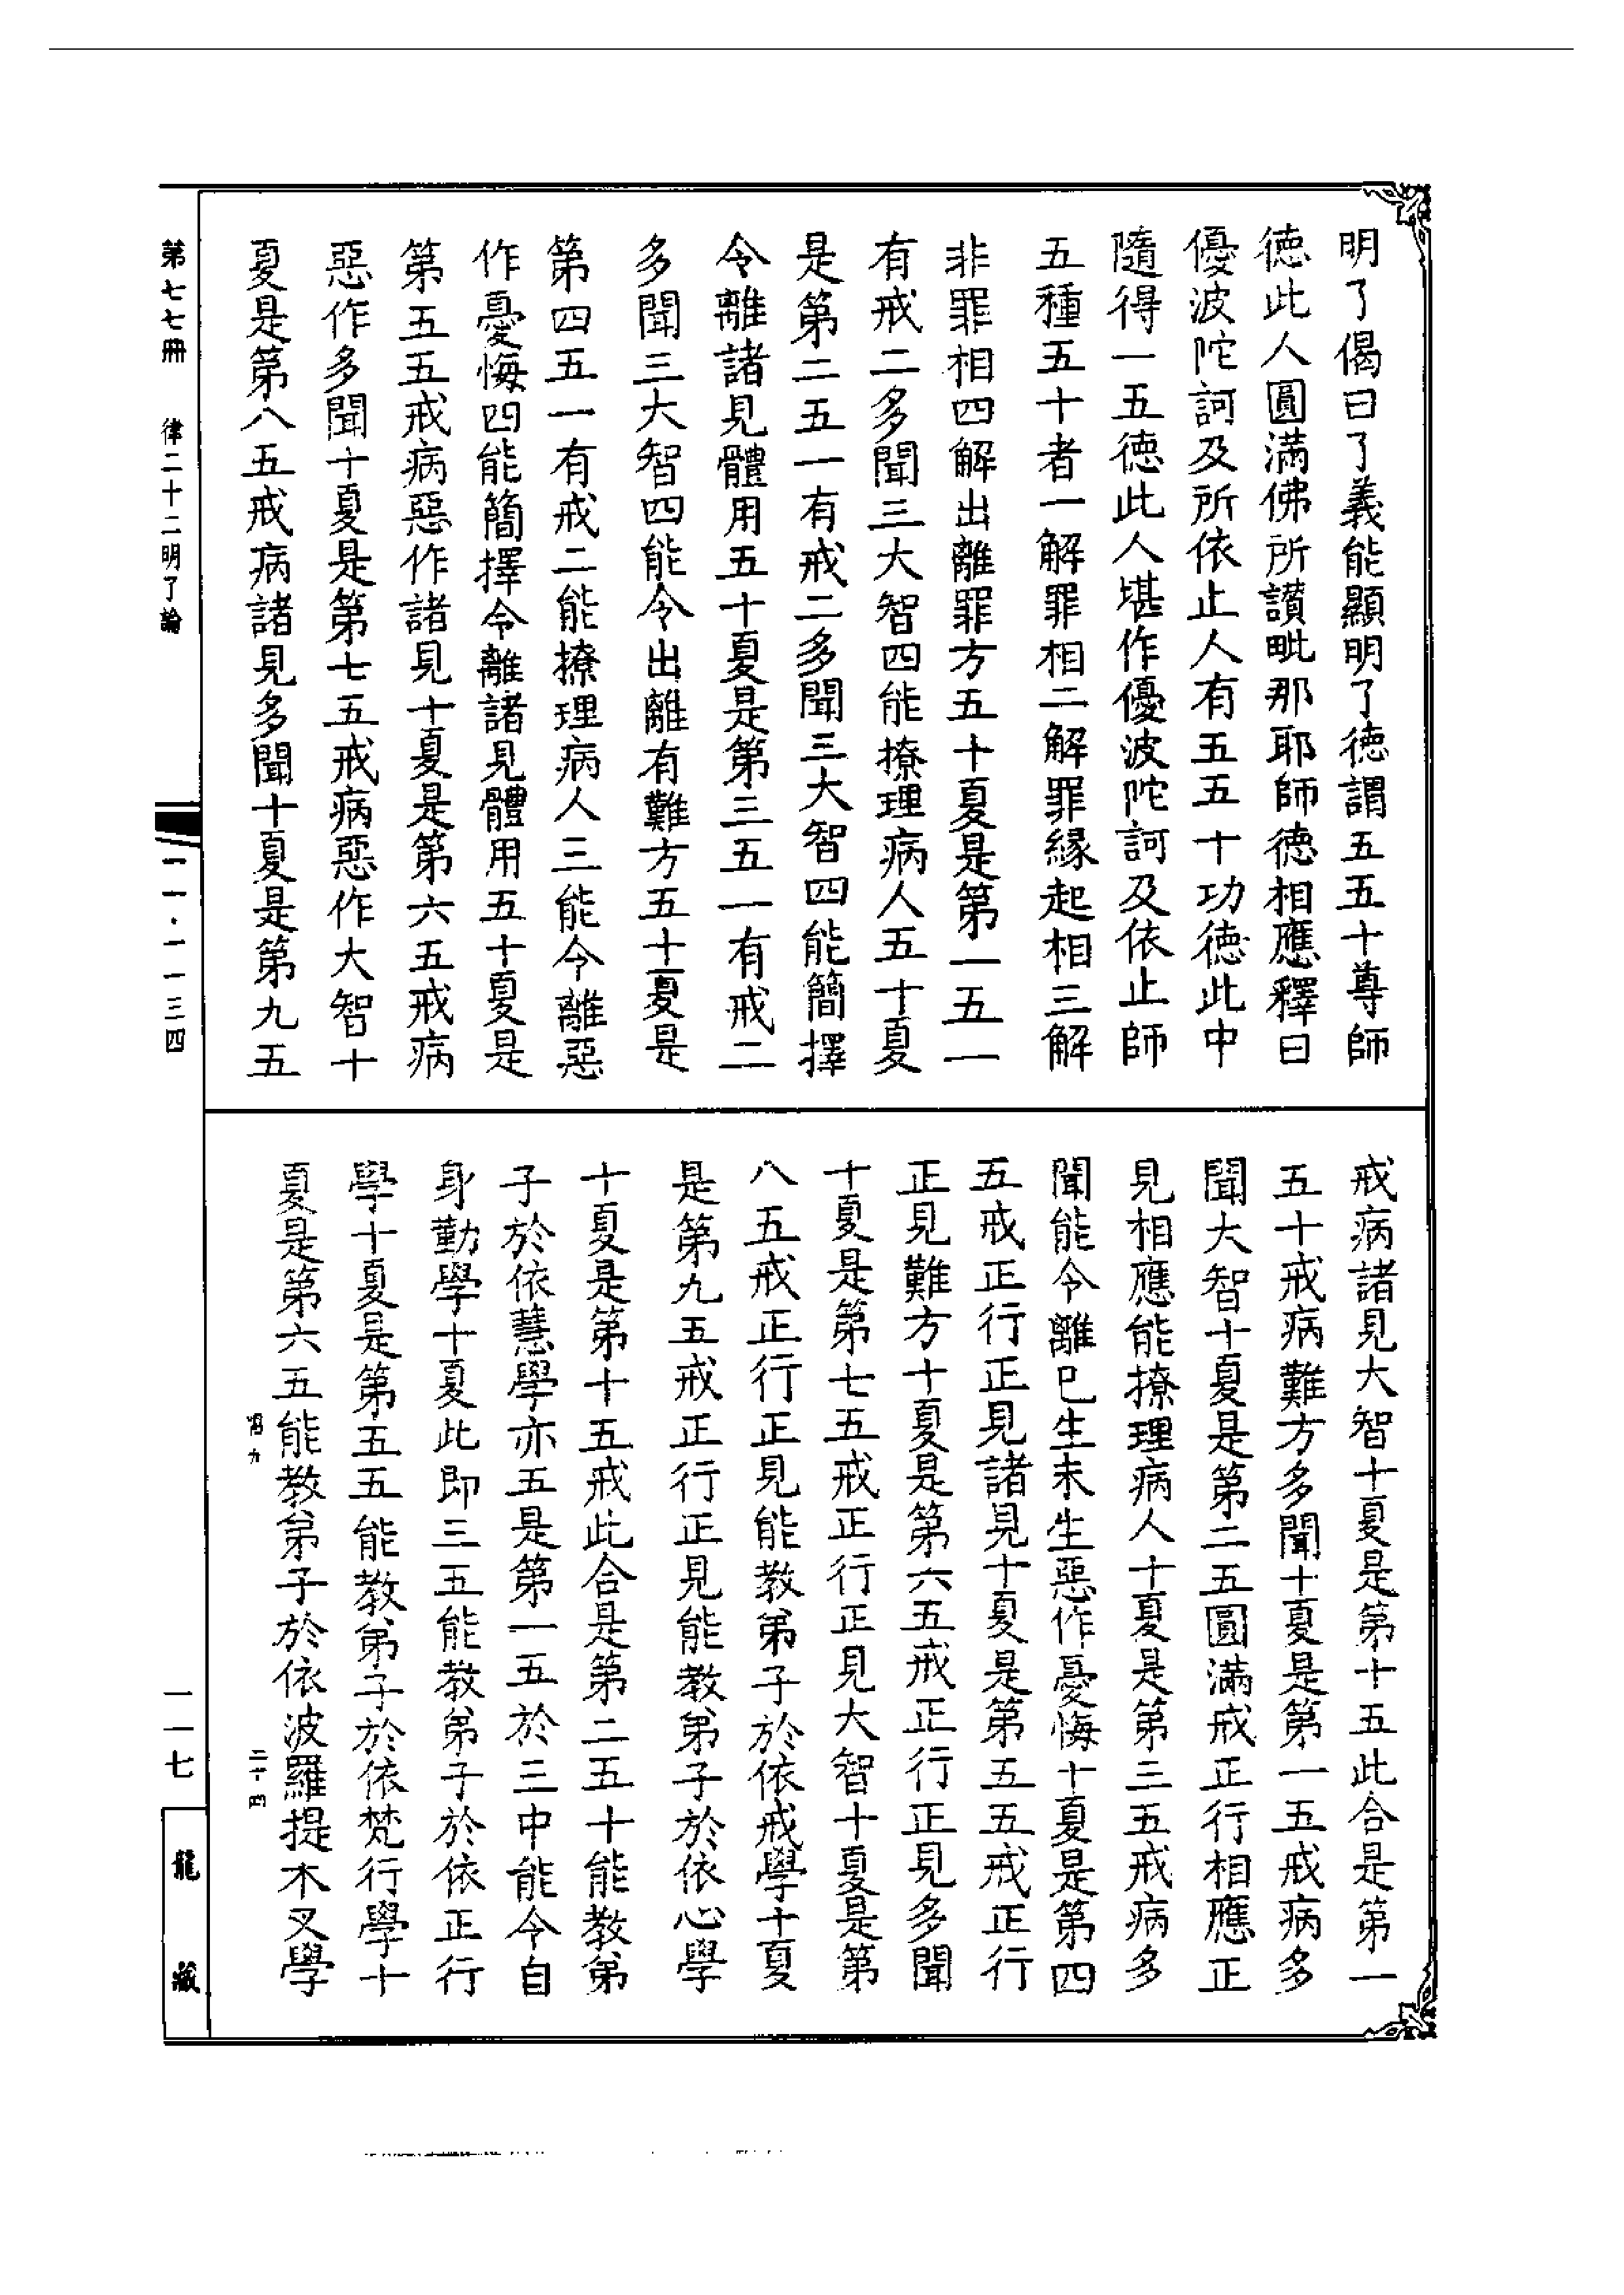 明了偈曰了義能顯明了德謂五五十尊師
德此人圓滿佛所讃毗那耶師德相應釋曰
優波陀訶及所依止人有五五十功德此中
隨得一五德此人堪作優波陀訶及依止師
五種五十者一解罪相二解罪緣起相三解
非罪相四解出離罪方五十夏是第一五一
有戒二多聞三大智四能撩理病人五十夏
是第二五一有戒二多聞三大智四能簡擇
令離諸見體用五十夏是第三五一有戒二
多聞三大智四能令出離有難方五十夏是
第四五一有戒二能撩理病人三能令離惡
作憂悔四能簡擇令離諸見體用五十夏是
第五五戒病惡作諸見十夏是第六五戒病
惡作多聞十夏是第七五戒病惡作大智十
夏是第八五戒病諸見多聞十夏是第九五
戒病諸見大智十夏是第十五此合是第一
五十戒病難方多聞十夏是第一五戒病多
聞大智十夏是第二五圓滿戒正行相應正
見相應能撩理病人十夏是第三五戒病多
聞能令離已生未生惡作憂悔十夏是第四
五戒正行正見諸見十夏是第五五戒正行
正見難方十夏是第六五戒正行正見多聞
十夏是第七五戒正行正見大智十夏是第
八五戒正行正見能教弟子於依戒學十夏
是第九五戒正行正見能教弟子於依心學
十夏是第十五戒此合是第二五十能教弟
子於依慧學亦五是第一五於三中能令自
身勤學十夏此即三五能教弟子於依正行
學十夏是第五五能教弟子於依梵行學十
夏是第六五能教弟子於依波羅提木叉學
第七七冊　律二十二明了論
一一·一一三四
一一七
龍藏